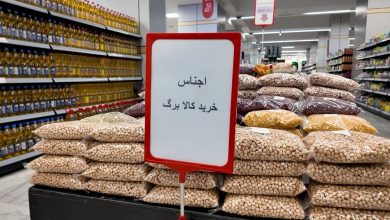 اجناس
خرید کالا برگ